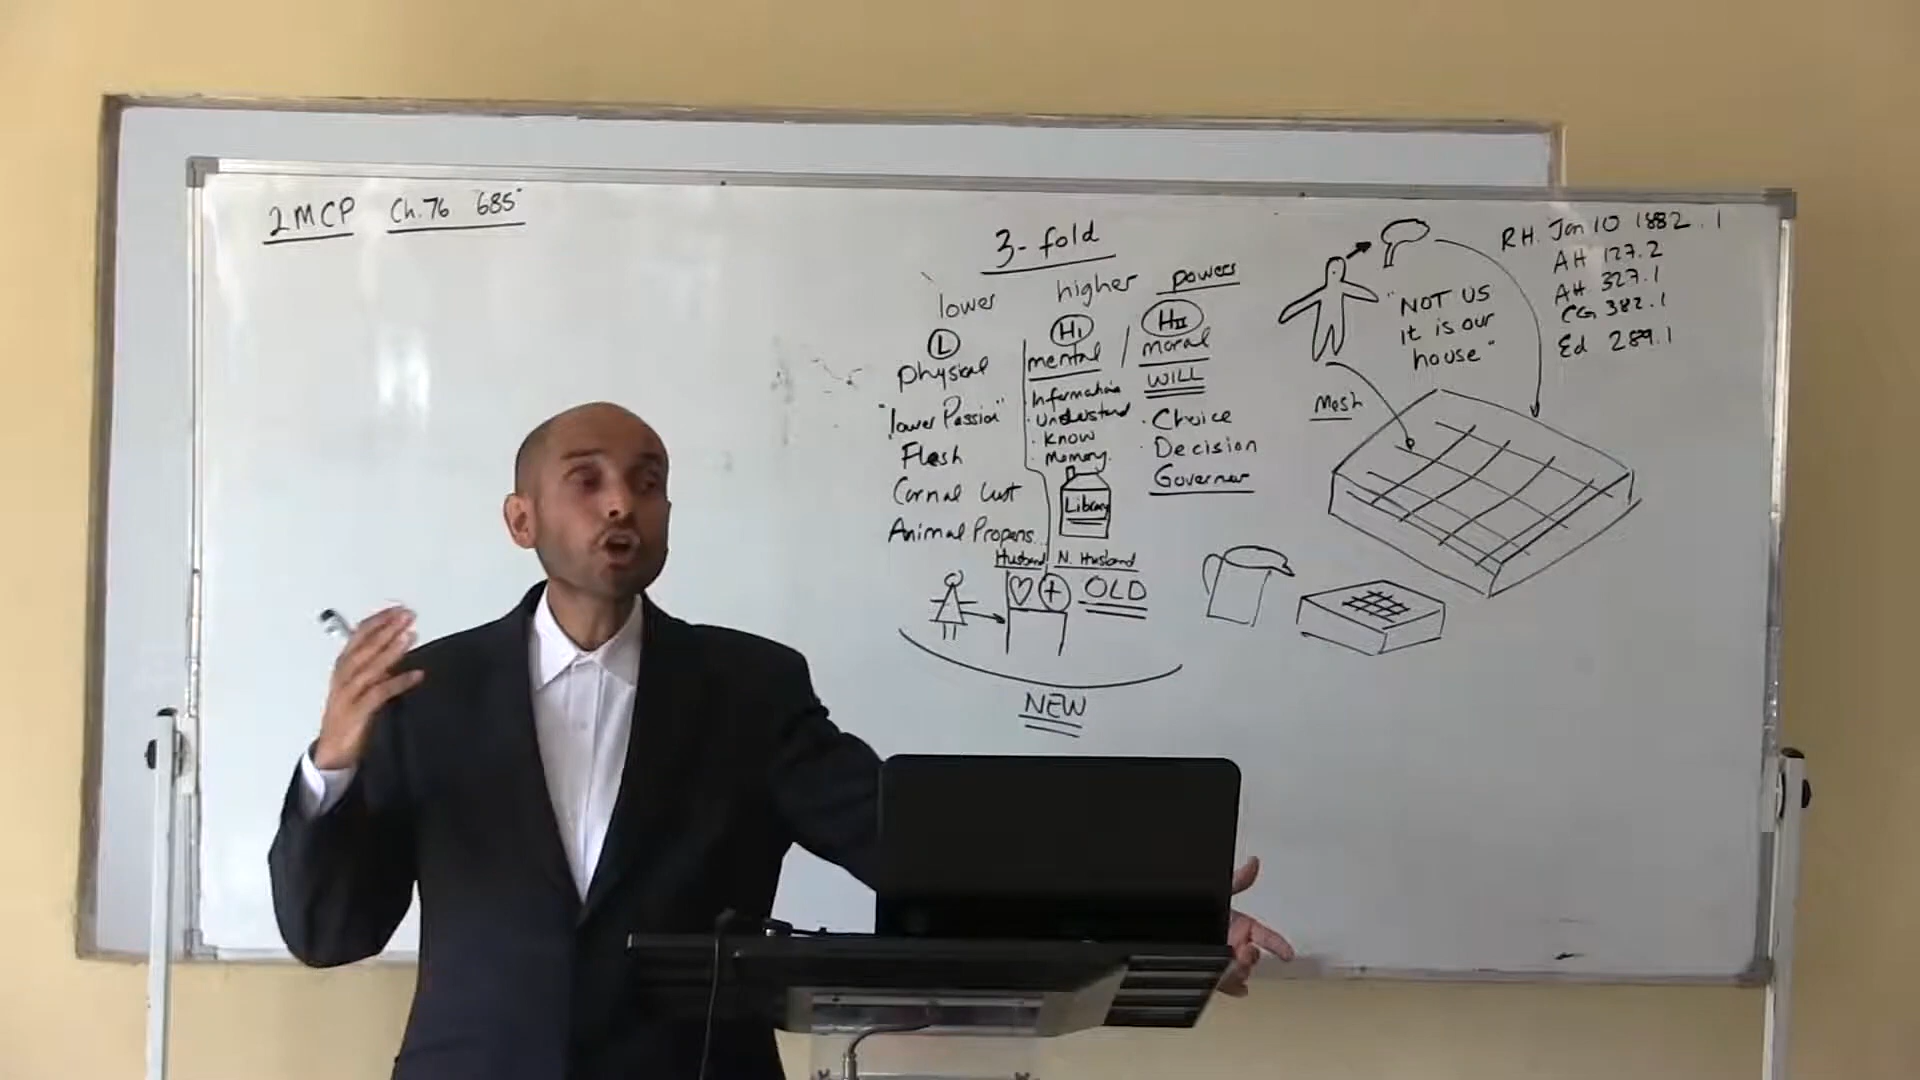 2MCP Ch.76 685
3-fold
lower higher powers
L
Physical
"lower Passion"
Flesh
Carnal Lust
Animal Propens..
H1
mental
· Information
· Understand
· Know
· Memory.
Library
HII
moral
WILL
· Choice
· Decision
Governor
Husband N. Husband
OLD
NEW
"NOT US
it is our
house"
Mesh
RH. Jan 10 1882.1
AH 127.2
AH 327.1
CG 382.1
Ed 289.1